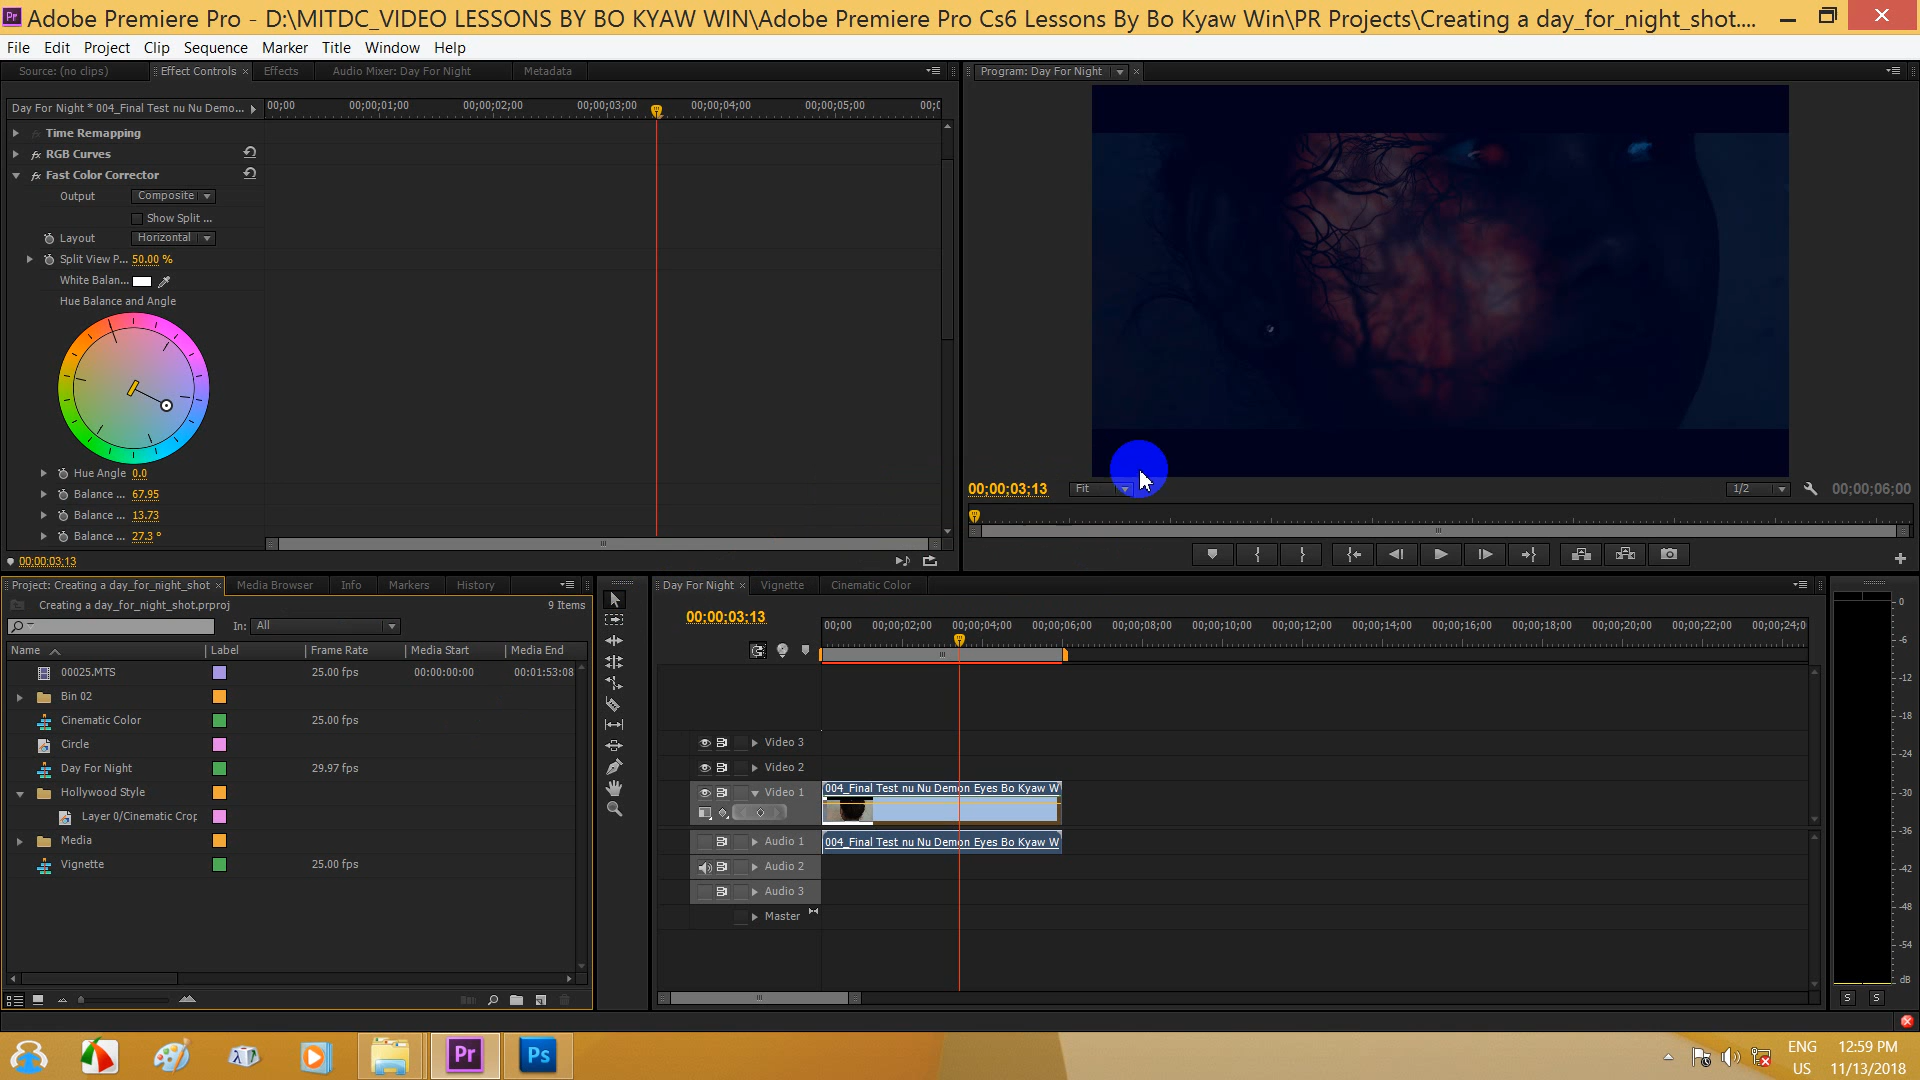 Adobe Premiere Pro - D:\MITDC_VIDEO LESSONS BY BO KYAW WIN\Adobe Premiere Pro Cs6 Lessons By Bo Kyaw Win\PR Projects\Creating a day_for_night_shot....
File Edit Project Clip Sequence Marker Title Window Help
Source: (no clips) Effect Controls Effects Audio Mixer: Day For Night Metadata
Program: Day For Night
Day For Night * 004_Final Test nu Nu Demo...
00;00 00;00;01;00 00;00;02;00 00;00;03;00 00;00;04;00 00;00;05;00 00;0
Time Remapping
fx RGB Curves
fx Fast Color Corrector
Output Composite
Show Split ...
Layout Horizontal
Split View P... 50.00 %
White Balan...
Hue Balance and Angle
Hue Angle 0.0
Balance ... 67.95
Balance ... 13.73
Balance ... 27.3 °
00;00;03;13
00;00;03;13 Fit 1/2 00;00;06;00
Project: Creating a day_for_night_shot Media Browser Info Markers History
Creating a day_for_night_shot.prproj 9 Items
In: All
Name Label Frame Rate Media Start Media End
00025.MTS 25.00 fps 00:00:00:00 00:01:53:08
Bin 02
Cinematic Color 25.00 fps
Circle
Day For Night 29.97 fps
Hollywood Style
Layer 0/Cinematic Crop
Media
Vignette 25.00 fps
Day For Night Vignette Cinematic Color
00;00;03;13
00;00 00;00;02;00 00;00;04;00 00;00;06;00 00;00;08;00 00;00;10;00 00;00;12;00 00;00;14;00 00;00;16;00 00;00;18;00 00;00;20;00 00;00;22;00 00;00;24;0
Video 3
Video 2
Video 1
004_Final Test nu Nu Demon Eyes Bo Kyaw W
Audio 1
004_Final Test nu Nu Demon Eyes Bo Kyaw W
Audio 2
Audio 3
Master
0
-6
-12
-18
-24
-30
-36
-42
-48
-54
dB
S S
Pr Ps
ENG 12:59 PM
US 11/13/2018